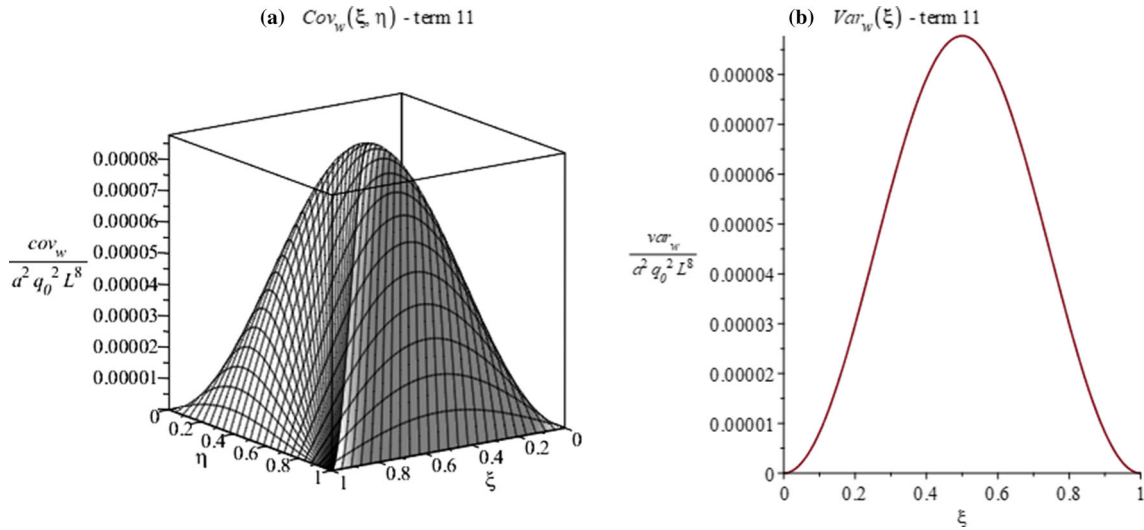 (a) Cov_w(ξ, η) - term 11
0.00008
0.00007
0.00006
0.00005
0.00004
0.00003
0.00002
0.00001
0
cov_w
a² q₀² L⁸
0.2
0.4
0.6
0.8
1
η
1
0.8
0.6
0.4
0.2
0
ξ
(b) Var_w(ξ) - term 11
0.00008
0.00007
0.00006
0.00005
0.00004
0.00003
0.00002
0.00001
0
var_w
a² q₀² L⁸
0 0.2 0.4 0.6 0.8 1
ξ